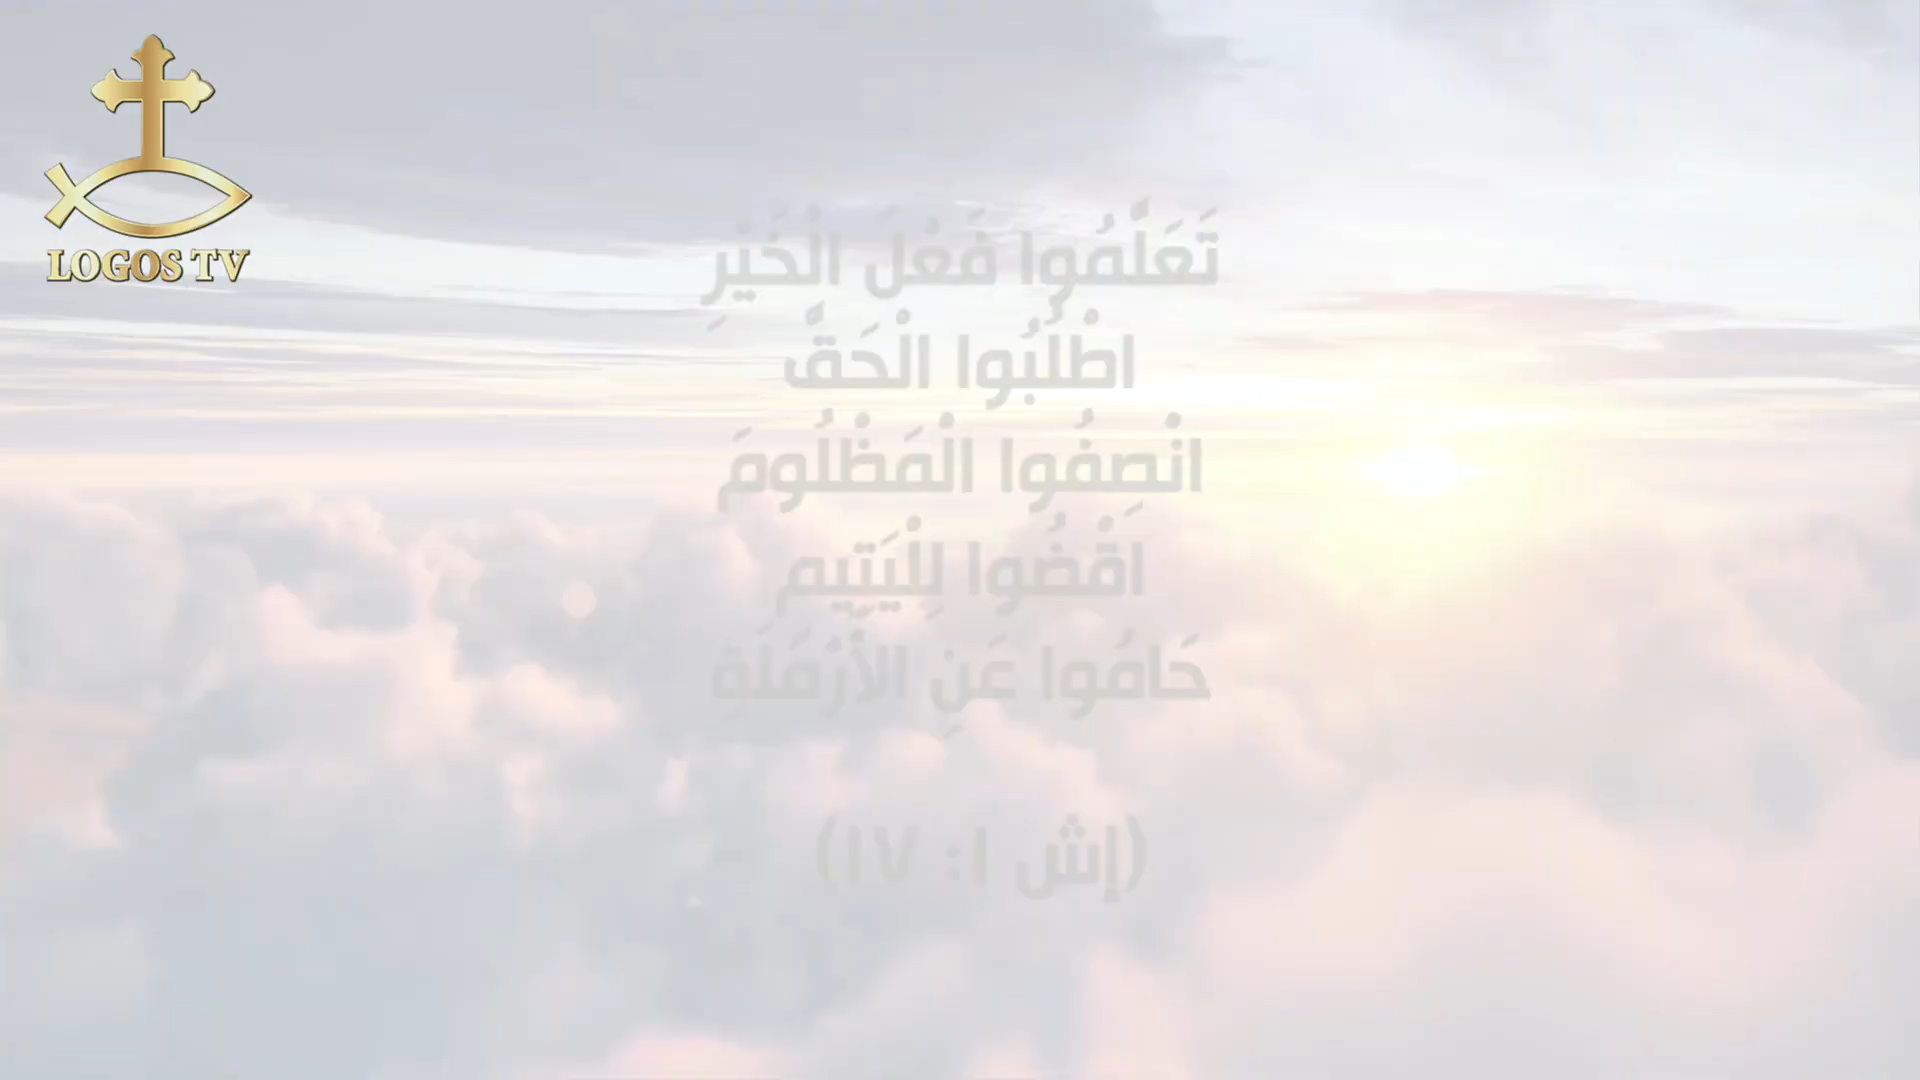 LOGOS TV
تَعَلَّمُوا فَعْلَ الْخَيْرِ
اطْلُبُوا الْحَقَّ
انْصِفُوا الْمَظْلُومَ
اَقْضُوا لِلْيَتِيمِ
حَامُوا عَنِ الأَرْمَلَةِ
(إش ١: ١٧)